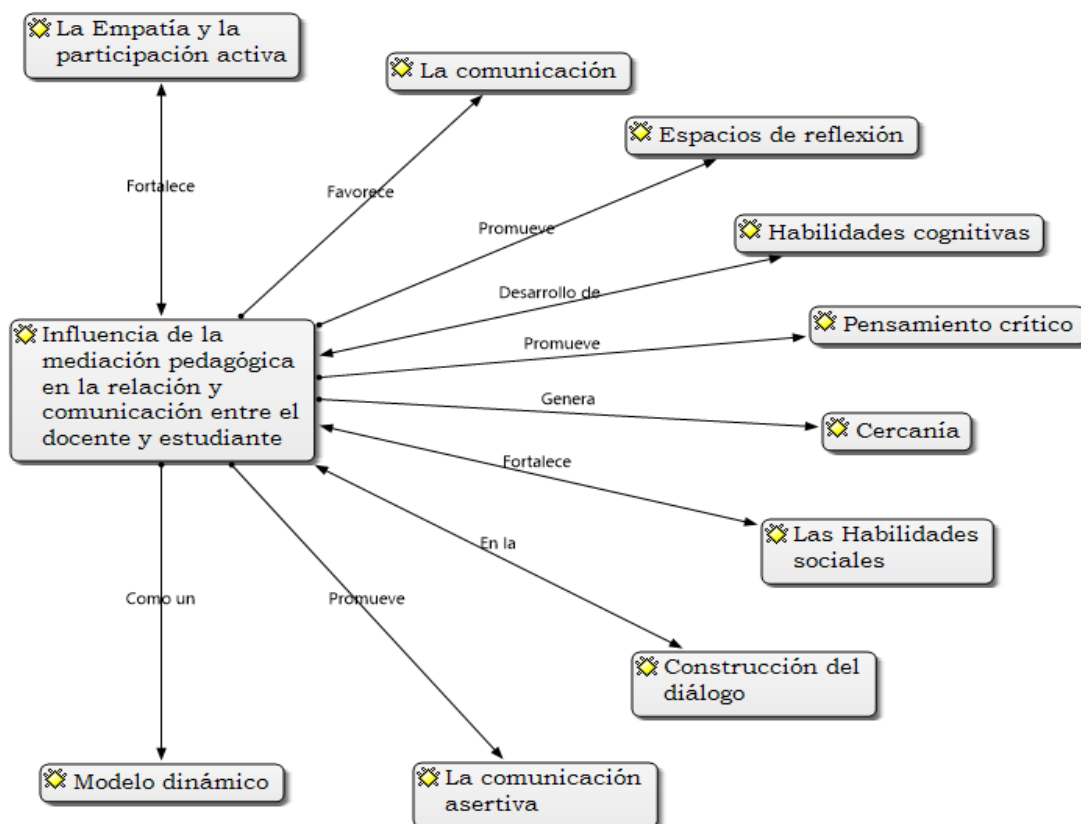 La Empatía y la
participación activa
La comunicación
Espacios de reflexión
Fortalece
Favorece
Promueve
Habilidades cognitivas
Desarrollo de
Influencia de la
mediación pedagógica
en la relación y
comunicación entre el
docente y estudiante
Promueve
Pensamiento crítico
Genera
Cercanía
Fortalece
Las Habilidades
sociales
En la
Como un
Promueve
Construcción del
diálogo
Modelo dinámico
La comunicación
asertiva